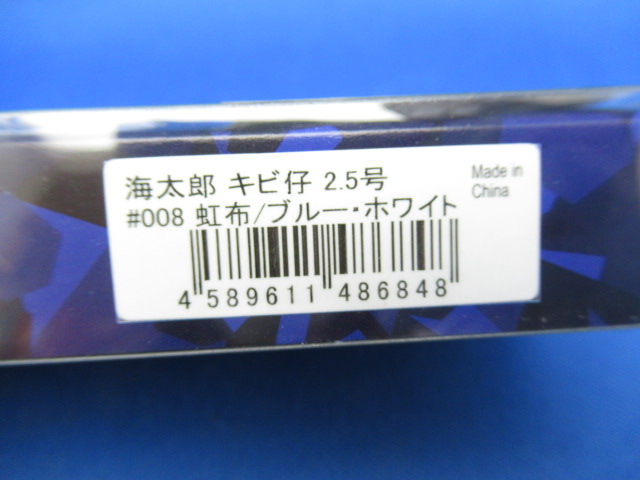 海太郎 キビ仔 2.5号
Made in
China
#008 虹布/ブルー・ホワイト
4 589611 486848